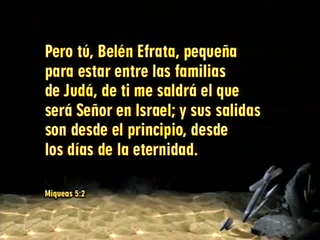 Pero tú, Belén Efrata, pequeña
para estar entre las familias
de Judá, de ti me saldrá el que
será Señor en Israel; y sus salidas
son desde el principio, desde
los días de la eternidad.
Miqueas 5:2